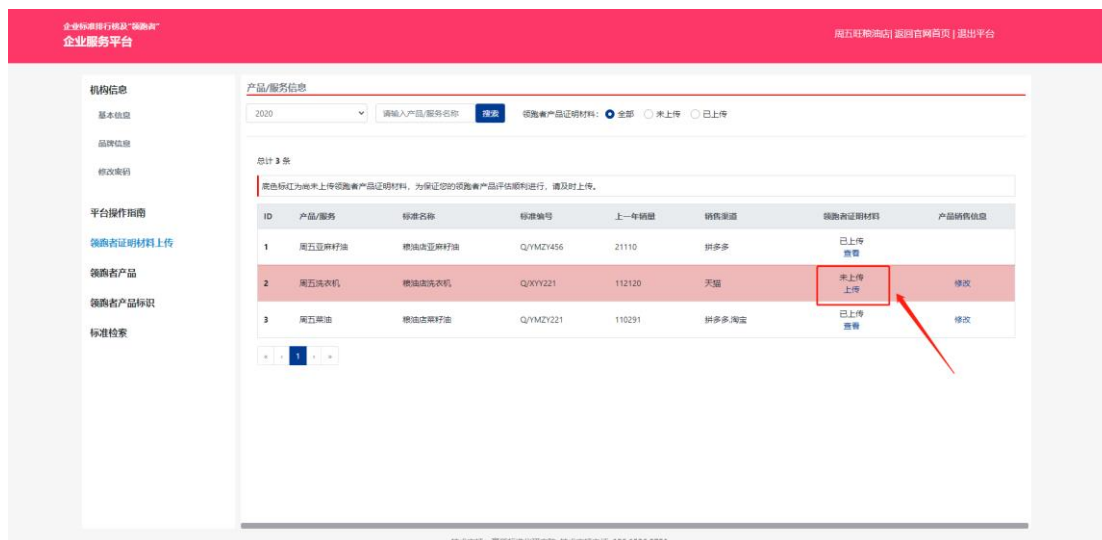 企业标准排行榜及“领跑者”
企业服务平台
周五旺粮油店| 返回官网首页 | 退出平台
机构信息
基本信息
品牌信息
修改密码
平台操作指南
领跑者证明材料上传
领跑者产品
领跑者产品标识
标准检索
产品/服务信息
2020 请输入产品/服务名称 搜索 领跑者产品证明材料: 全部 未上传 已上传
总计 3 条
底色标红为尚未上传领跑者产品证明材料，为保证您的领跑者产品评估顺利进行，请及时上传。
ID 产品/服务 标准名称 标准编号 上一年销量 销售渠道 领跑者证明材料 产品销售信息
1 周五亚麻籽油 粮油店亚麻籽油 Q/YMZY456 21110 拼多多 已上传
查看
2 周五洗衣机 粮油店洗衣机 Q/XYY221 112120 天猫 未上传 修改
上传
3 周五菜油 粮油店菜籽油 Q/YMZY221 110291 拼多多,淘宝 已上传 修改
查看
« ‹ 1 › »